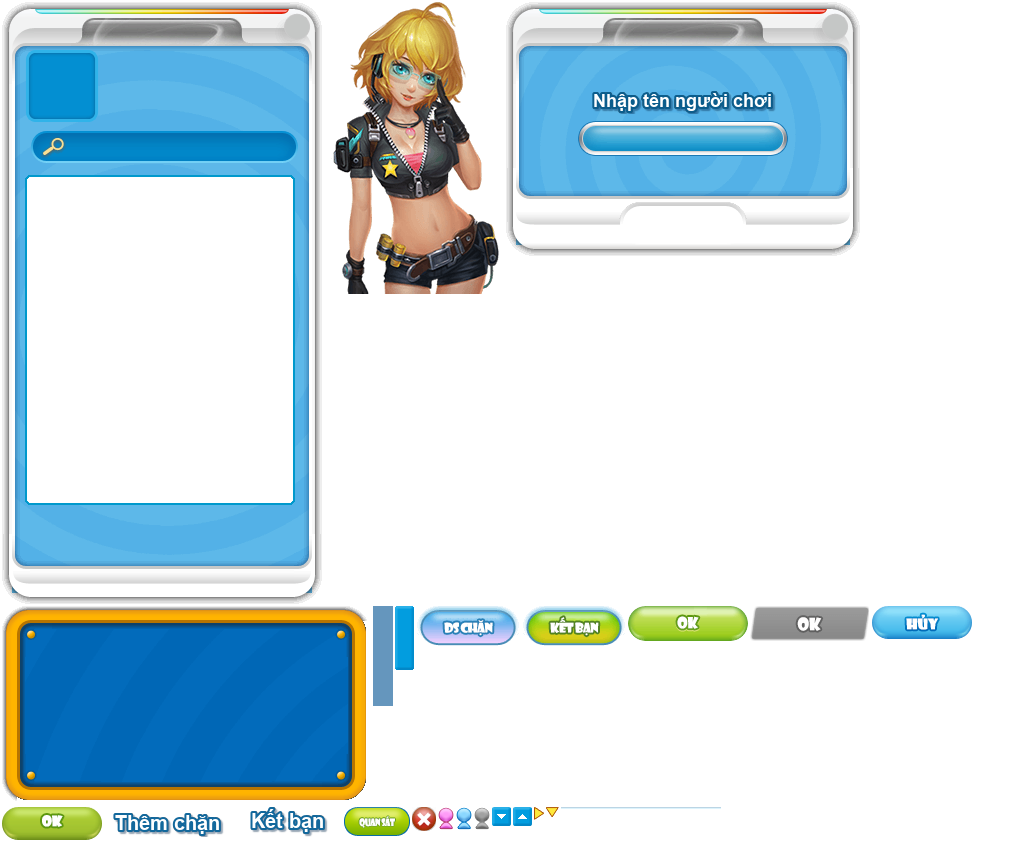 Nhập tên người chơi
DS CHẶN
KẾT BẠN
OK
OK
HỦY
OK
Thêm chặn
Kết bạn
QUAN SÁT